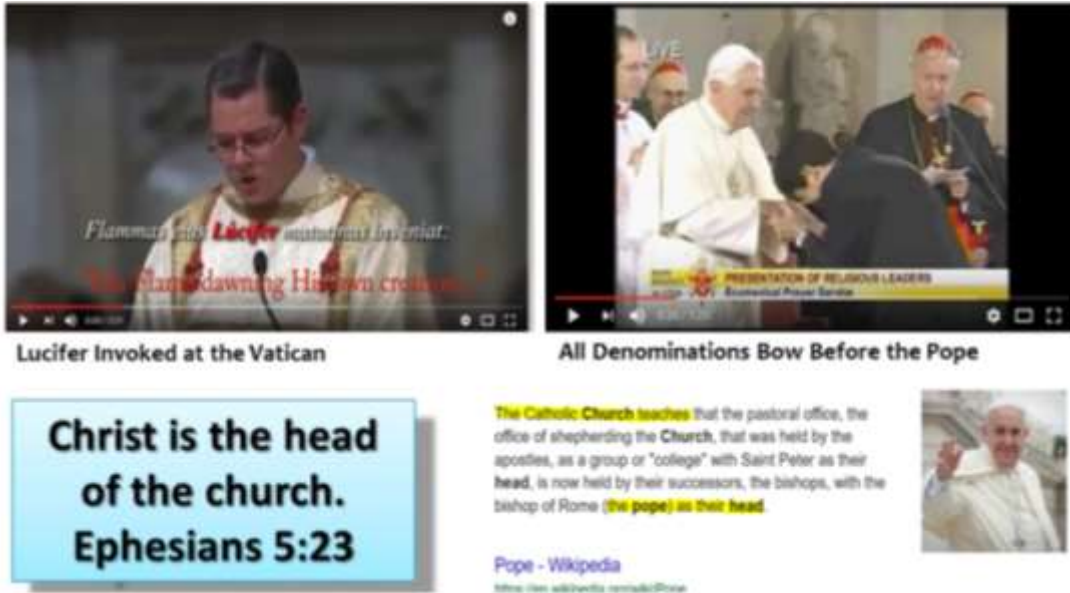 LIVE
Flammas eius Lúcifer matutinus invéniat:
PRESENTATION OF RELIGIOUS LEADERS
Ecumenical Prayer Service
Lucifer Invoked at the Vatican
All Denominations Bow Before the Pope
Christ is the head
of the church.
Ephesians 5:23
The Catholic Church teaches that the pastoral office, the
office of shepherding the Church, that was held by the
apostles, as a group or "college" with Saint Peter as their
head, is now held by their successors, the bishops, with the
bishop of Rome (the pope) as their head.
Pope - Wikipedia